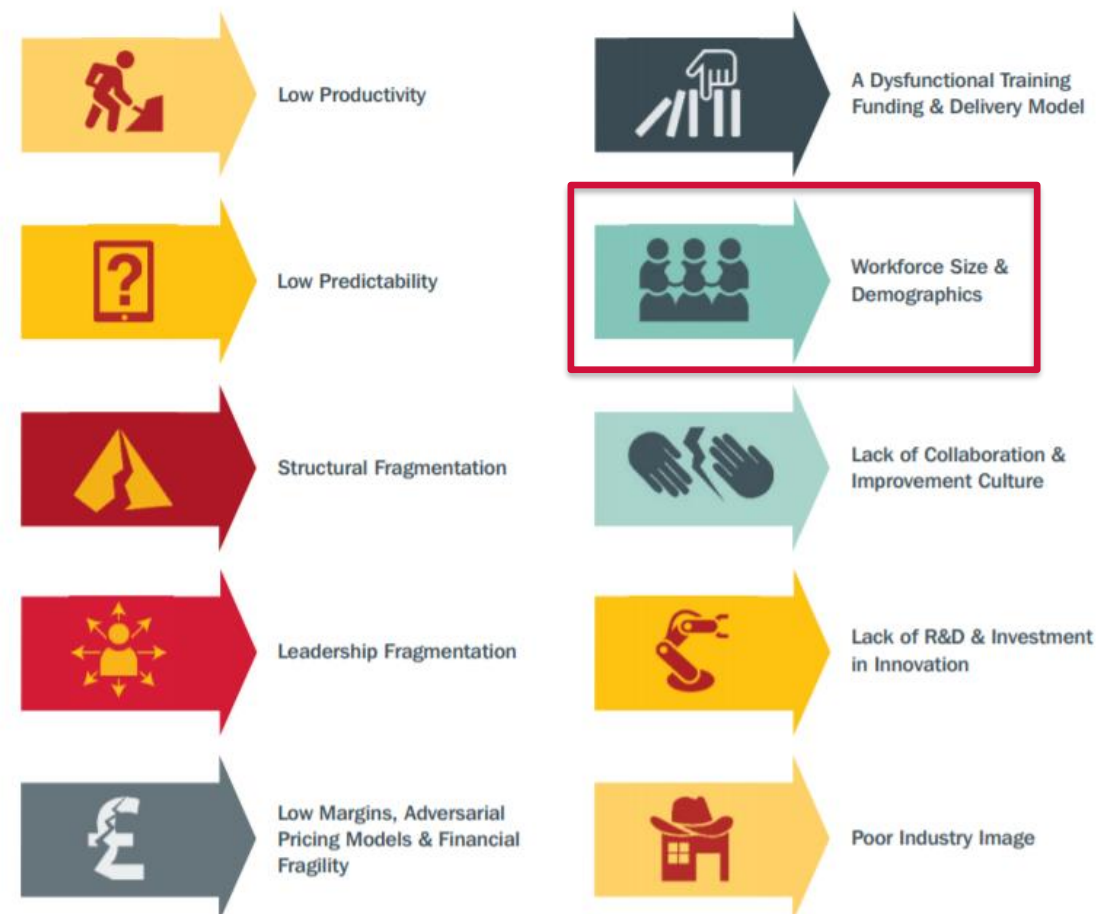 Low Productivity
Low Predictability
?
Structural Fragmentation
Leadership Fragmentation
£
Low Margins, Adversarial
Pricing Models & Financial
Fragility
A Dysfunctional Training
Funding & Delivery Model
Workforce Size &
Demographics
Lack of Collaboration &
Improvement Culture
Lack of R&D & Investment
in Innovation
Poor Industry Image